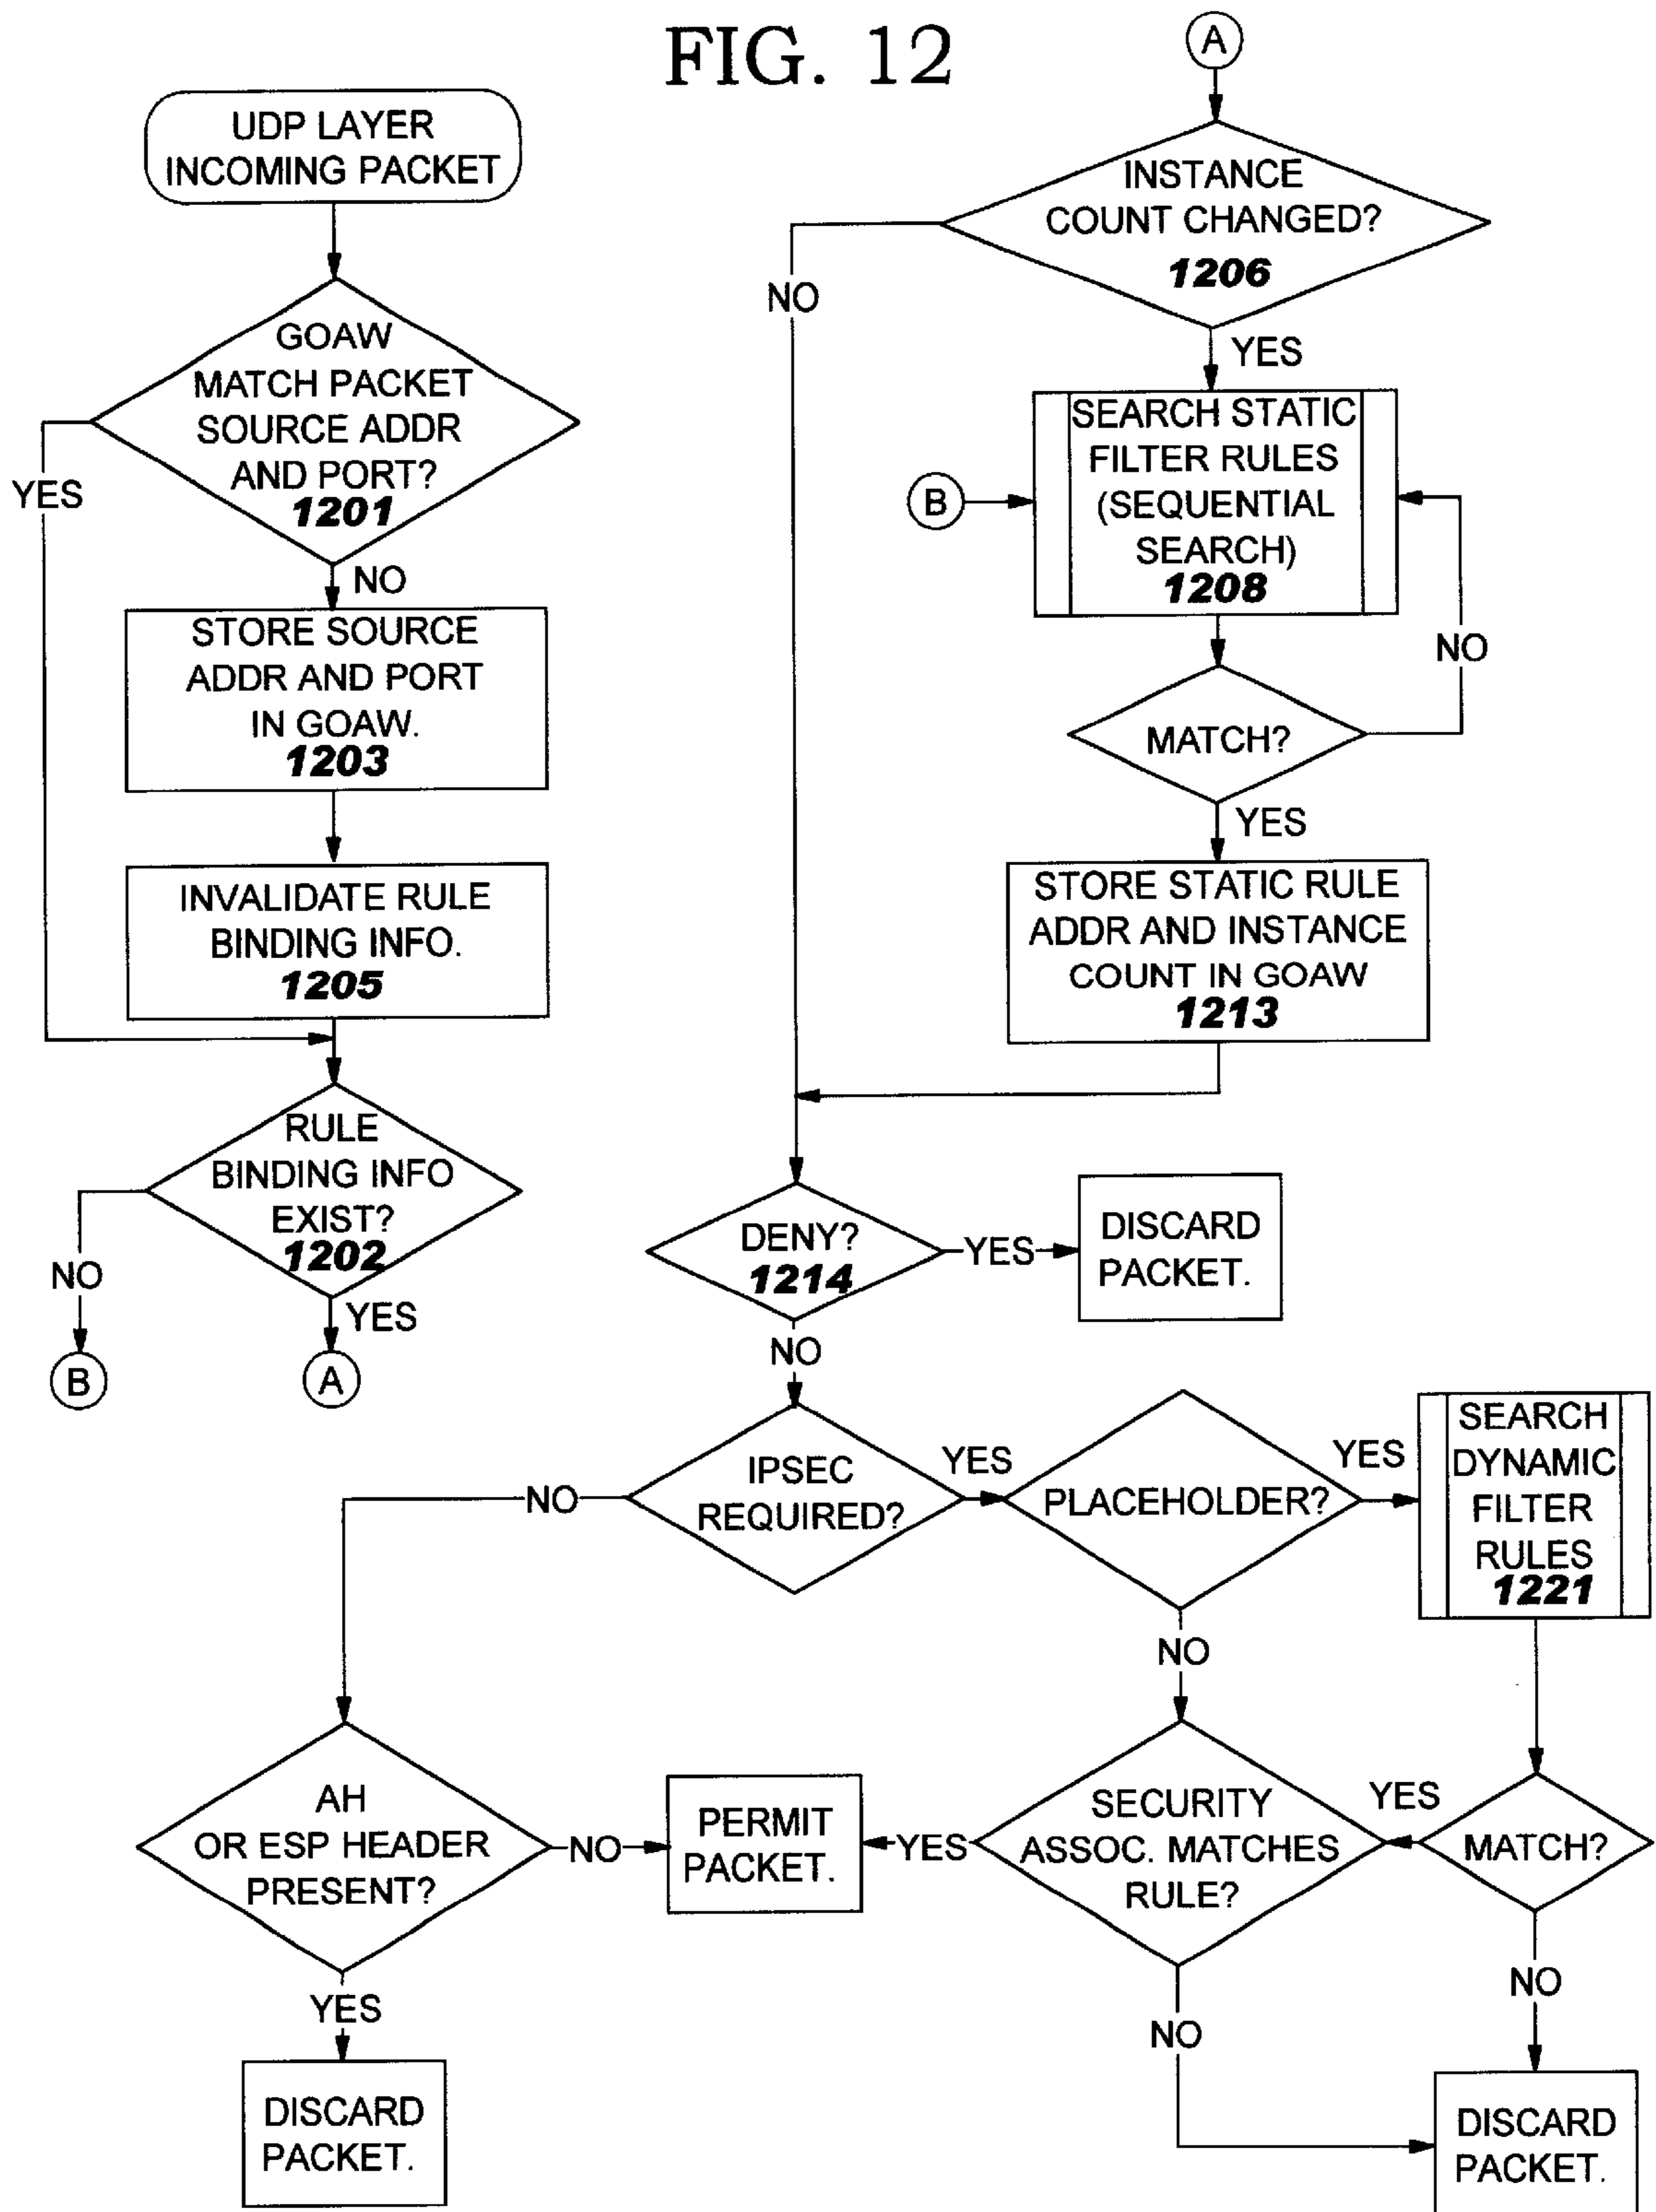 FIG. 12
UDP LAYER
INCOMING PACKET
GOAW
MATCH PACKET
SOURCE ADDR
AND PORT?
1201
YES
NO
STORE SOURCE
ADDR AND PORT
IN GOAW.
1203
INVALIDATE RULE
BINDING INFO.
1205
RULE
BINDING INFO
EXIST?
1202
NO
YES
B
A
A
INSTANCE
COUNT CHANGED?
1206
NO
YES
B
SEARCH STATIC
FILTER RULES
(SEQUENTIAL
SEARCH)
1208
NO
MATCH?
YES
STORE STATIC RULE
ADDR AND INSTANCE
COUNT IN GOAW
1213
DENY?
1214
YES
DISCARD
PACKET.
NO
IPSEC
REQUIRED?
NO
YES
PLACEHOLDER?
YES
SEARCH
DYNAMIC
FILTER
RULES
1221
NO
AH
OR ESP HEADER
PRESENT?
NO
PERMIT
PACKET.
YES
SECURITY
ASSOC. MATCHES
RULE?
YES
MATCH?
YES
NO
NO
DISCARD
PACKET.
DISCARD
PACKET.